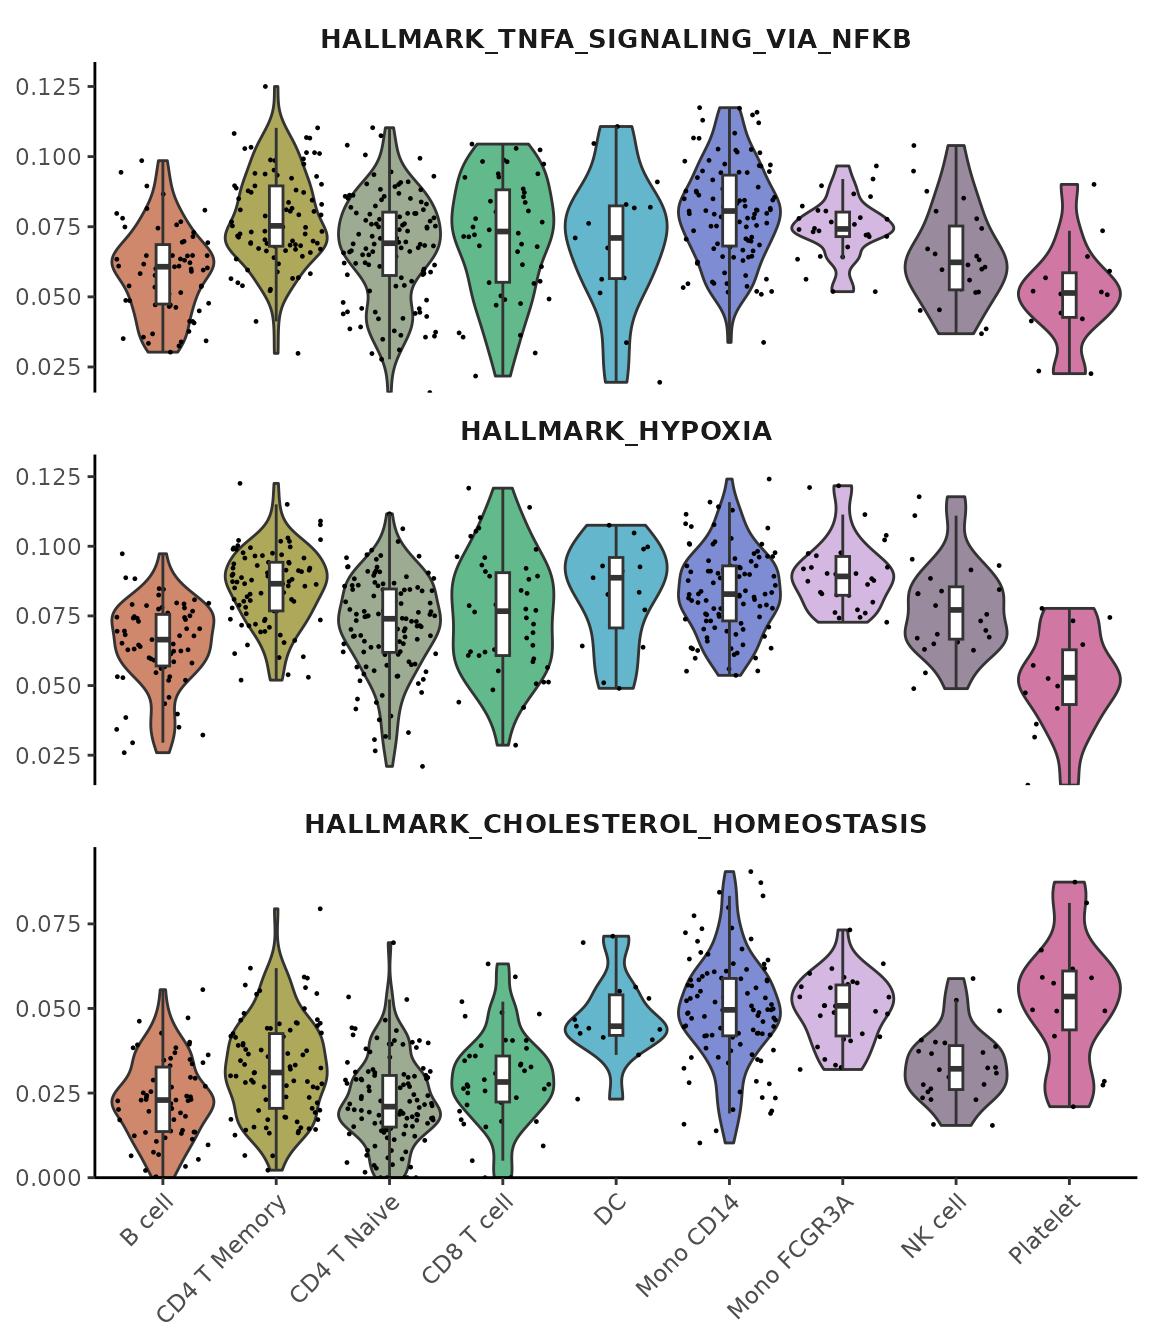 HALLMARK_TNFA_SIGNALING_VIA_NFKB
0.125
0.100
0.075
0.050
0.025
HALLMARK_HYPOXIA
0.125
0.100
0.075
0.050
0.025
HALLMARK_CHOLESTEROL_HOMEOSTASIS
0.075
0.050
0.025
0.000
B cell
CD4 T Memory
CD4 T Naive
CD8 T cell
DC
Mono CD14
Mono FCGR3A
NK cell
Platelet